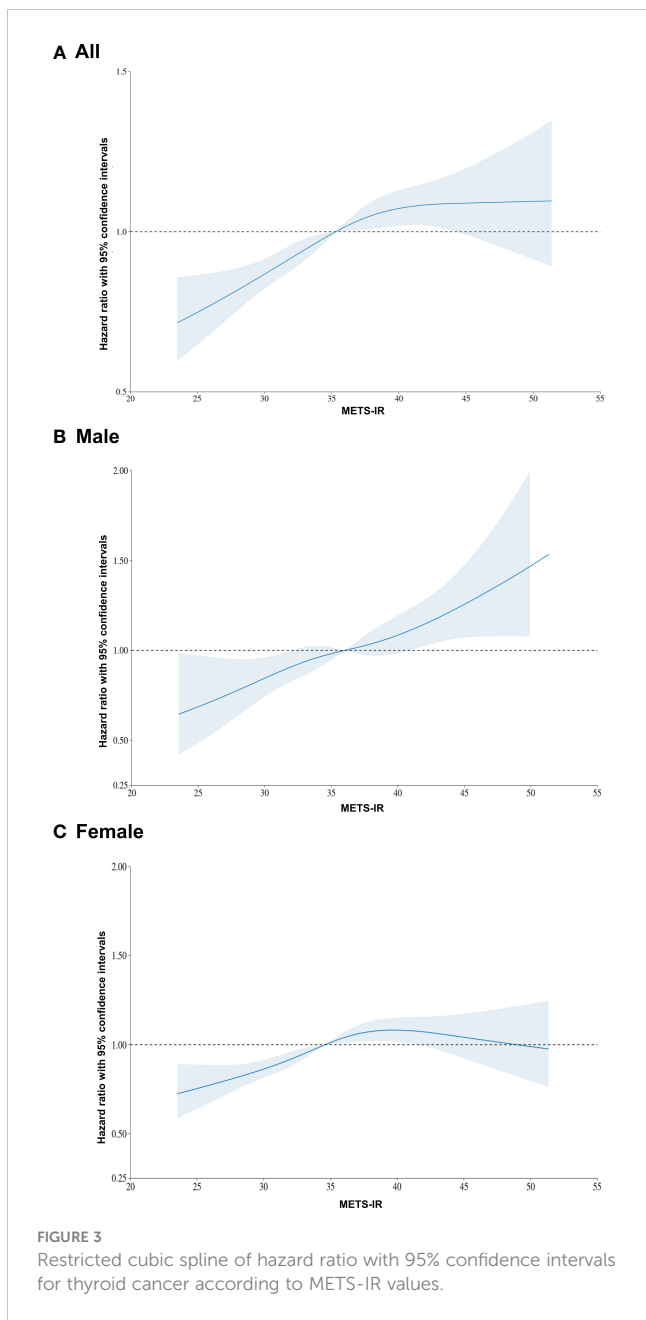 A All
Hazard ratio with 95% confidence intervals
1.5
1.0
0.5
20 25 30 35 40 45 50 55
METS-IR
B Male
Hazard ratio with 95% confidence intervals
2.00
1.50
1.00
0.50
0.25
20 25 30 35 40 45 50 55
METS-IR
C Female
Hazard ratio with 95% confidence intervals
2.00
1.50
1.00
0.50
0.25
20 25 30 35 40 45 50 55
METS-IR
FIGURE 3
Restricted cubic spline of hazard ratio with 95% confidence intervals
for thyroid cancer according to METS-IR values.